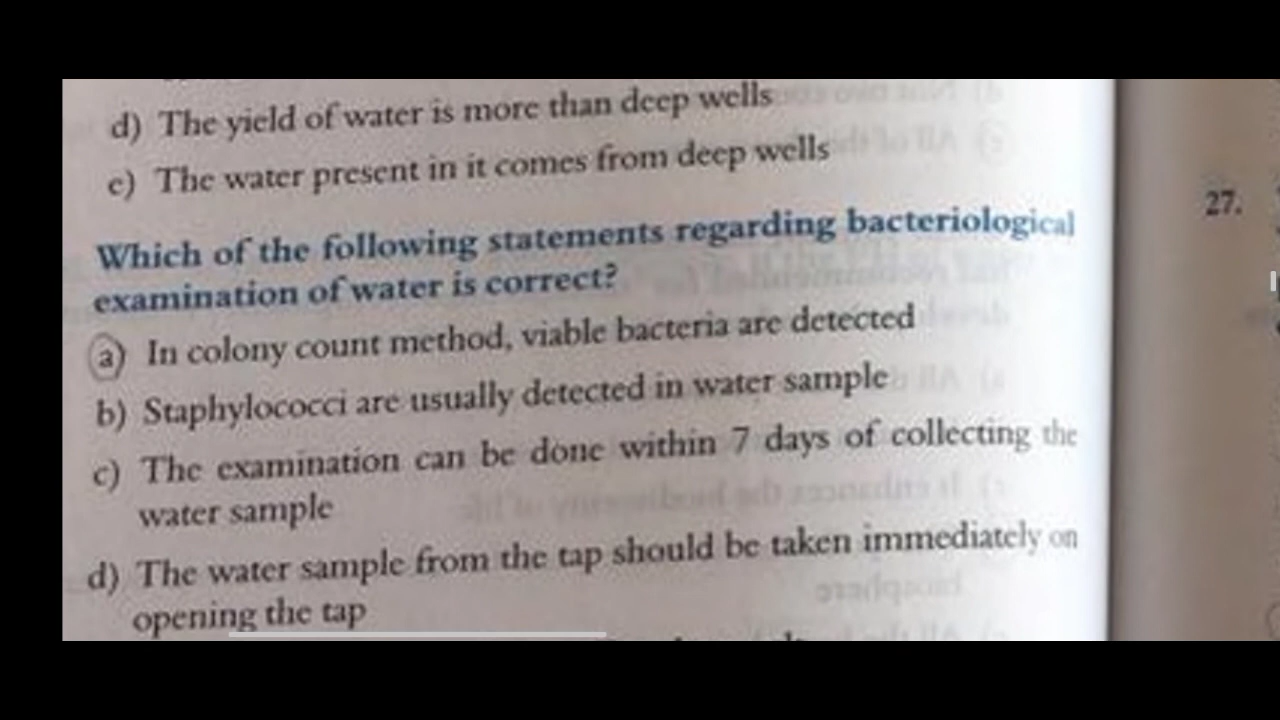 d) The yield of water is more than deep wells
e) The water present in it comes from deep wells
Which of the following statements regarding bacteriological
examination of water is correct?
a) In colony count method, viable bacteria are detected
b) Staphylococci are usually detected in water sample
c) The examination can be done within 7 days of collecting the
water sample
d) The water sample from the tap should be taken immediately on
opening the tap
27.